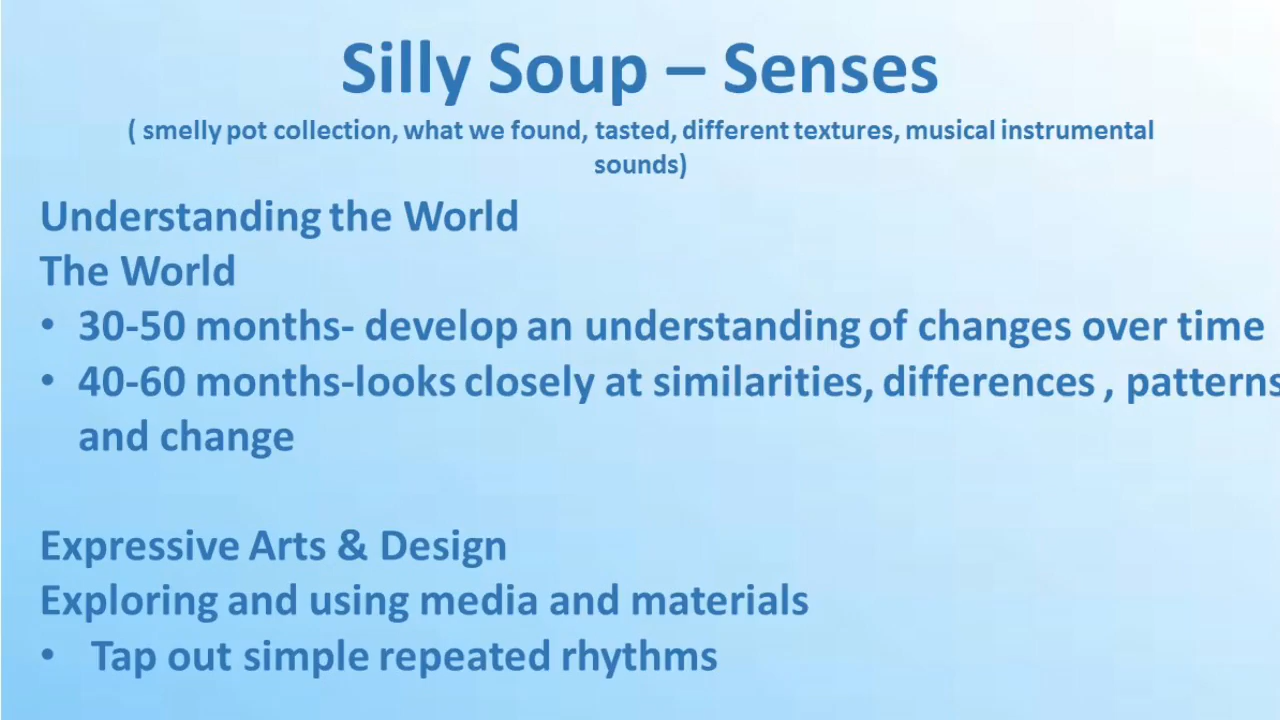 Silly Soup – Senses
( smelly pot collection, what we found, tasted, different textures, musical instrumental
sounds)
Understanding the World
The World
• 30-50 months- develop an understanding of changes over time
• 40-60 months-looks closely at similarities, differences , patterns
and change
Expressive Arts & Design
Exploring and using media and materials
• Tap out simple repeated rhythms